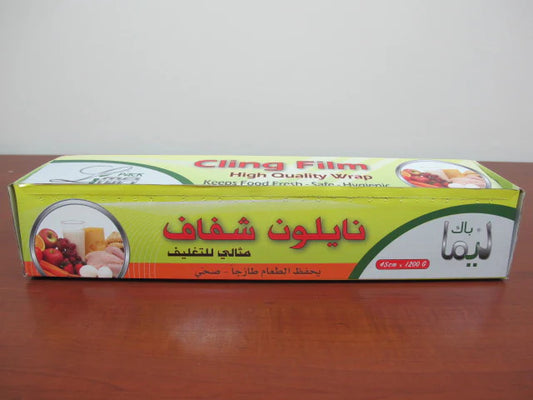 Cling Film
High Quality Wrap
Keeps Food Fresh - Safe - Hygienic
نايلون شفاف
مثالي للتغليف
يحفظ الطعام طازجا - صحي
باك
ليما
45cm x 1200 G